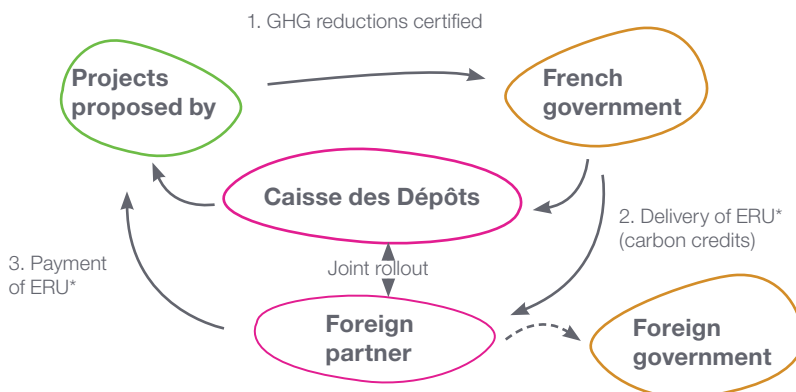 1. GHG reductions certified
Projects
proposed by
French
government
Caisse des Dépôts
2. Delivery of ERU*
(carbon credits)
3. Payment
of ERU*
Joint rollout
Foreign
partner
Foreign
government